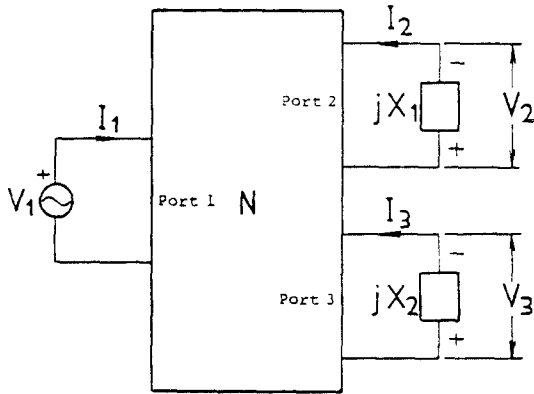 I2
Port 2
jX1
−
+
V2
I1
+
V1
Port 1
N
I3
Port 3
jX2
−
+
V3